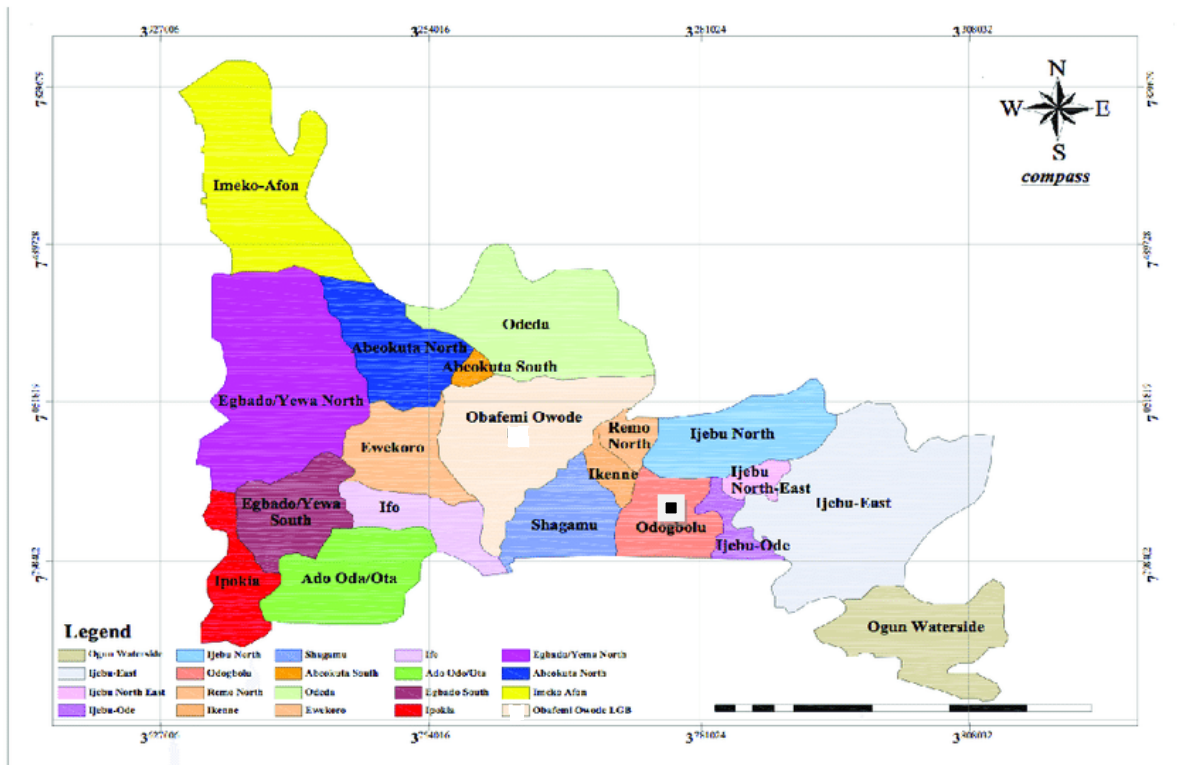 N
W E
S
compass
Imeko-Afon
Odeda
Abeokuta North
Abeokuta South
Egbado/Yewa North
Obafemi Owode
Remo
North
Ijebu North
Ewekoro
Ikenne
Ijebu
North-East
Ijebu-East
Egbado/Yewa
South
Ifo
Shagamu
Odogbolu
Ijebu-Ode
Ipokia
Ado Oda/Ota
Ogun Waterside
Legend
Ogun Waterside
Ijebu North
Shagamu
Ifo
Egbado/Yema North
Ijebu-East
Odogbolu
Abeokuta South
Ado Odo/Ota
Abeokuta North
Ijebu North East
Remo North
Odeda
Egbado South
Imeko Afon
Ijebu-Ode
Ikenne
Ewekoro
Ipokia
Obafemi Owode LGB